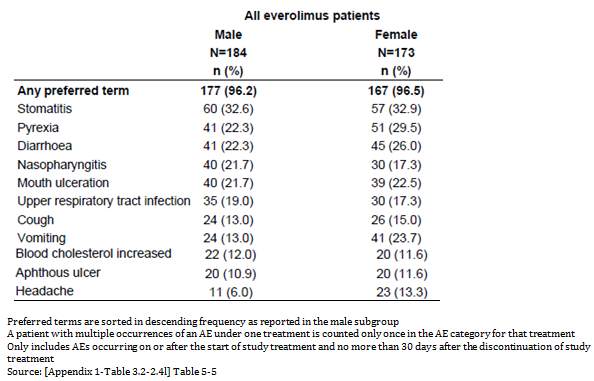 All everolimus patients
Male Female
N=184 N=173
n (%) n (%)
Any preferred term 177 (96.2) 167 (96.5)
Stomatitis 60 (32.6) 57 (32.9)
Pyrexia 41 (22.3) 51 (29.5)
Diarrhoea 41 (22.3) 45 (26.0)
Nasopharyngitis 40 (21.7) 30 (17.3)
Mouth ulceration 40 (21.7) 39 (22.5)
Upper respiratory tract infection 35 (19.0) 30 (17.3)
Cough 24 (13.0) 26 (15.0)
Vomiting 24 (13.0) 41 (23.7)
Blood cholesterol increased 22 (12.0) 20 (11.6)
Aphthous ulcer 20 (10.9) 20 (11.6)
Headache 11 (6.0) 23 (13.3)
Preferred terms are sorted in descending frequency as reported in the male subgroup
A patient with multiple occurrences of an AE under one treatment is counted only once in the AE category for that treatment
Only includes AEs occurring on or after the start of study treatment and no more than 30 days after the discontinuation of study
treatment
Source: [Appendix 1-Table 3.2-2.4l] Table 5-5